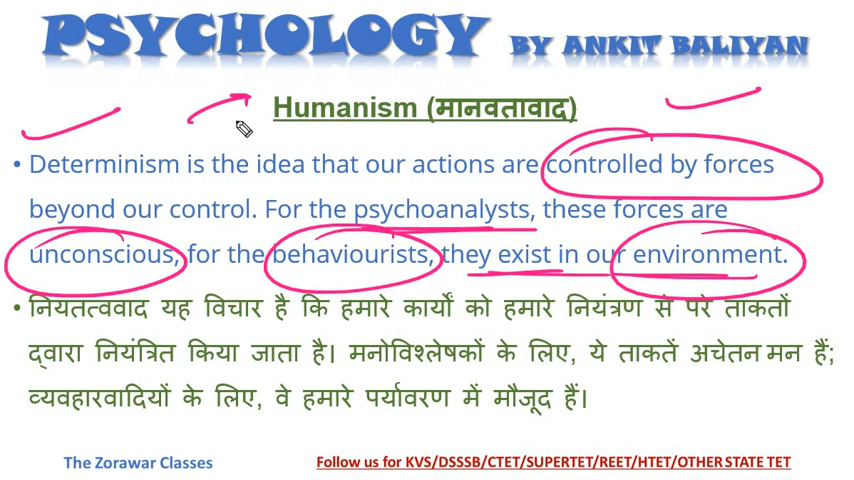 PSYCHOLOGY BY ANKIT BALIYAN
Humanism (मानवतावाद)
• Determinism is the idea that our actions are controlled by forces
beyond our control. For the psychoanalysts, these forces are
unconscious, for the behaviourists, they exist in our environment.
• नियतत्ववाद यह विचार है कि हमारे कार्यों को हमारे नियंत्रण से परे ताकतों
द्वारा नियंत्रित किया जाता है। मनोविश्लेषकों के लिए, ये ताकतें अचेतन मन हैं;
व्यवहारवादियों के लिए, वे हमारे पर्यावरण में मौजूद हैं।
The Zorawar Classes
Follow us for KVS/DSSSB/CTET/SUPERTET/REET/HTET/OTHER STATE TET